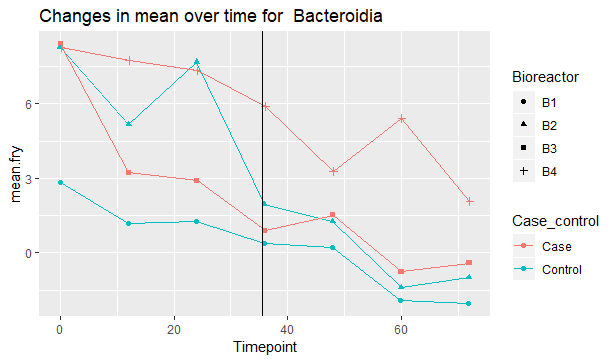 Changes in mean over time for  Bacteroidia
mean.fry
6
3
0
0
20
40
60
Timepoint
Bioreactor
B1
B2
B3
B4
Case_control
Case
Control